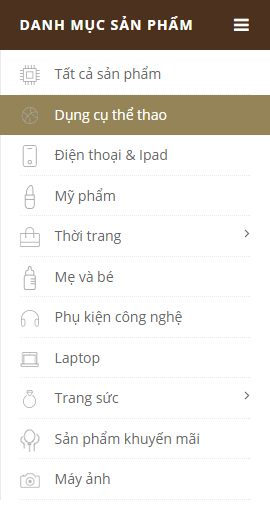 DANH MỤC SẢN PHẨM
Tất cả sản phẩm
Dụng cụ thể thao
Điện thoại & Ipad
Mỹ phẩm
Thời trang
Mẹ và bé
Phụ kiện công nghệ
Laptop
Trang sức
Sản phẩm khuyến mãi
Máy ảnh